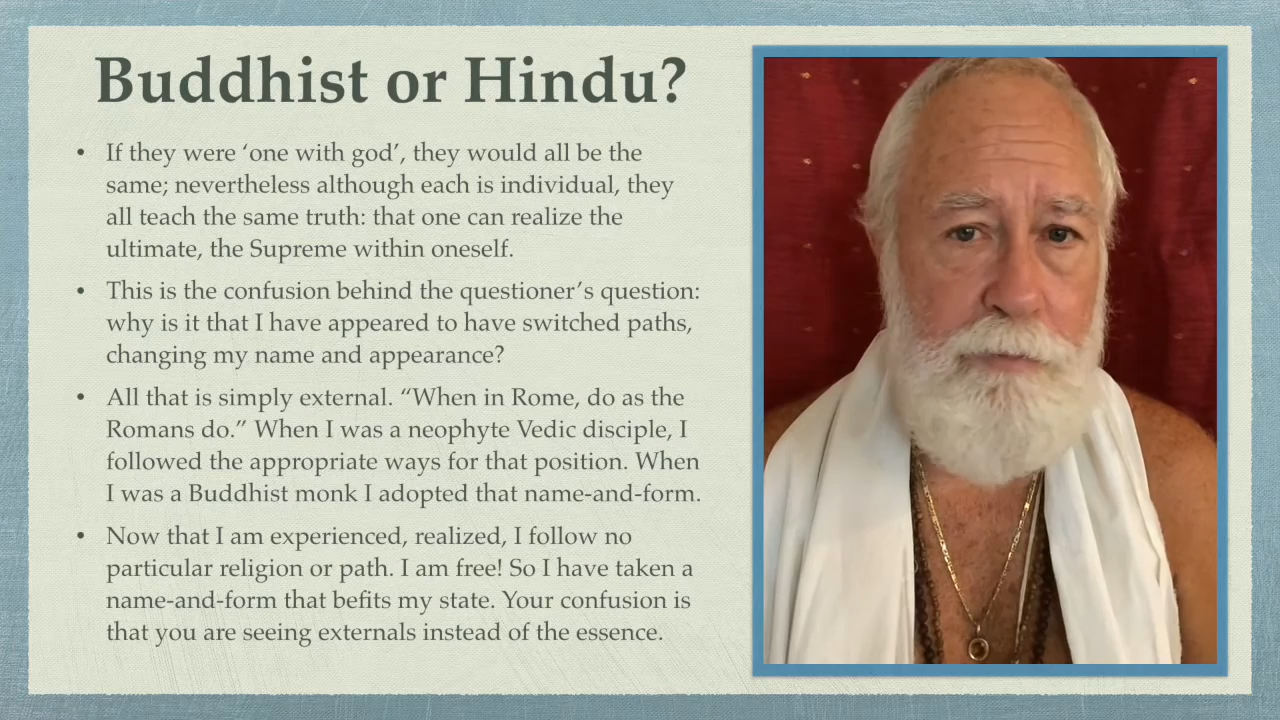 Buddhist or Hindu?
• If they were ‘one with god’, they would all be the
same; nevertheless although each is individual, they
all teach the same truth: that one can realize the
ultimate, the Supreme within oneself.
• This is the confusion behind the questioner’s question:
why is it that I have appeared to have switched paths,
changing my name and appearance?
• All that is simply external. “When in Rome, do as the
Romans do.” When I was a neophyte Vedic disciple, I
followed the appropriate ways for that position. When
I was a Buddhist monk I adopted that name-and-form.
• Now that I am experienced, realized, I follow no
particular religion or path. I am free! So I have taken a
name-and-form that befits my state. Your confusion is
that you are seeing externals instead of the essence.